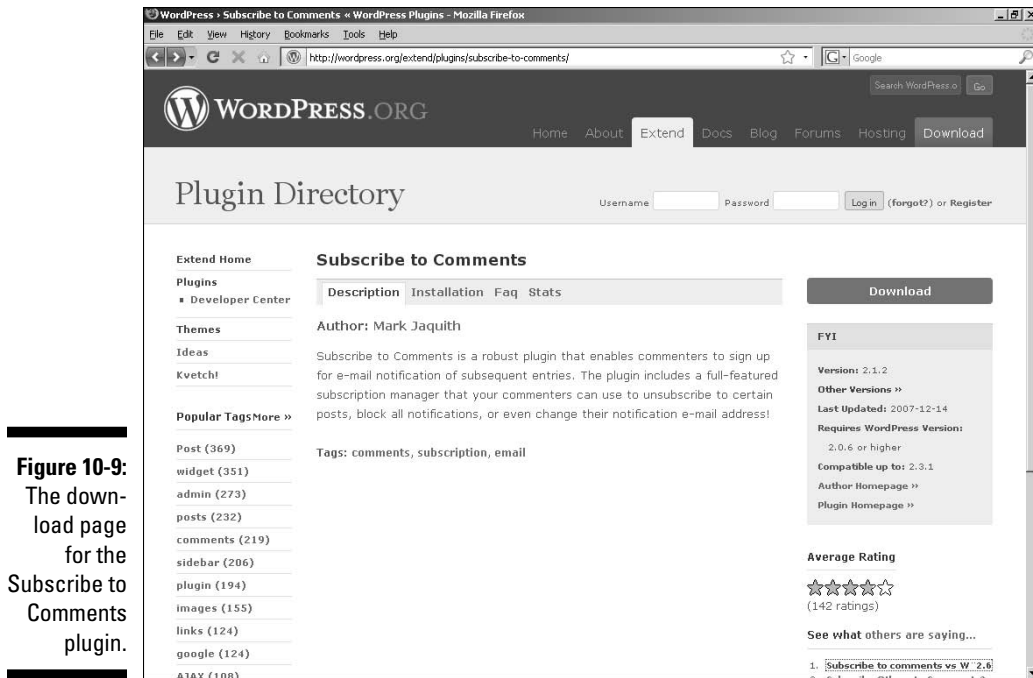 WordPress › Subscribe to Comments « WordPress Plugins - Mozilla Firefox
File Edit View History Bookmarks Tools Help
http://wordpress.org/extend/plugins/subscribe-to-comments/
G Google
WORDPRESS.ORG
Search WordPress.o Go
Home About Extend Docs Blog Forums Hosting Download
Plugin Directory
Username Password Log in (forgot?) or Register
Extend Home
Plugins
Developer Center
Themes
Ideas
Kvetch!
Popular Tags More »
Post (369)
widget (351)
admin (273)
posts (232)
comments (219)
sidebar (206)
plugin (194)
images (155)
links (124)
google (124)
AJAX (108)
Subscribe to Comments
Description Installation Faq Stats
Author: Mark Jaquith
Subscribe to Comments is a robust plugin that enables commenters to sign up
for e-mail notification of subsequent entries. The plugin includes a full-featured
subscription manager that your commenters can use to unsubscribe to certain
posts, block all notifications, or even change their notification e-mail address!
Tags: comments, subscription, email
Download
FYI
Version: 2.1.2
Other Versions »
Last Updated: 2007-12-14
Requires WordPress Version:
2.0.6 or higher
Compatible up to: 2.3.1
Author Homepage »
Plugin Homepage »
Average Rating
(142 ratings)
See what others are saying...
1. Subscribe to comments vs W¨2.6
Figure 10-9:
The down-
load page
for the
Subscribe to
Comments
plugin.